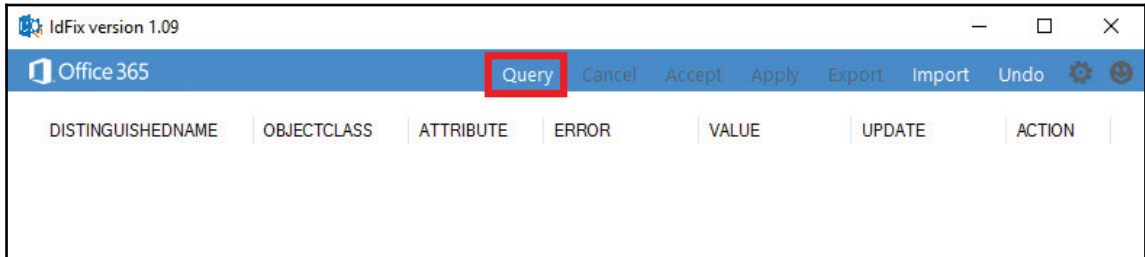 IdFix version 1.09
Office 365 Query Cancel Accept Apply Export Import Undo
DISTINGUISHEDNAME OBJECTCLASS ATTRIBUTE ERROR VALUE UPDATE ACTION